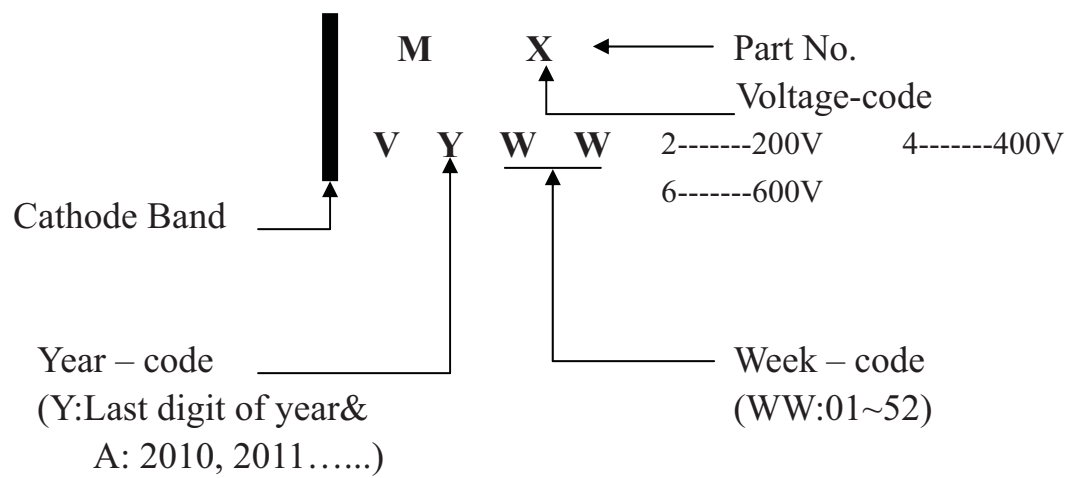 M X Part No.
Voltage-code
V Y W W 2-------200V 4-------400V
6-------600V
Cathode Band
Year – code Week – code
(Y:Last digit of year& (WW:01~52)
A: 2010, 2011…...)